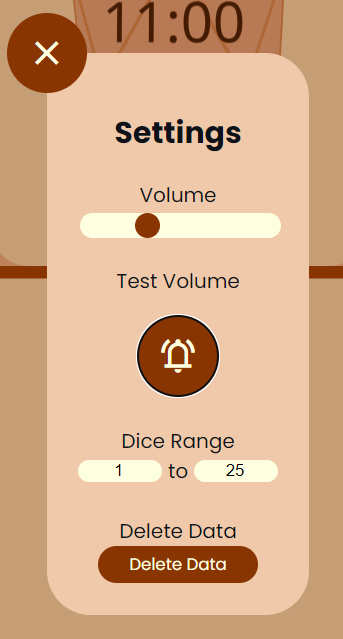 11:00
Settings
Volume
Test Volume
Dice Range
1 to 25
Delete Data
Delete Data